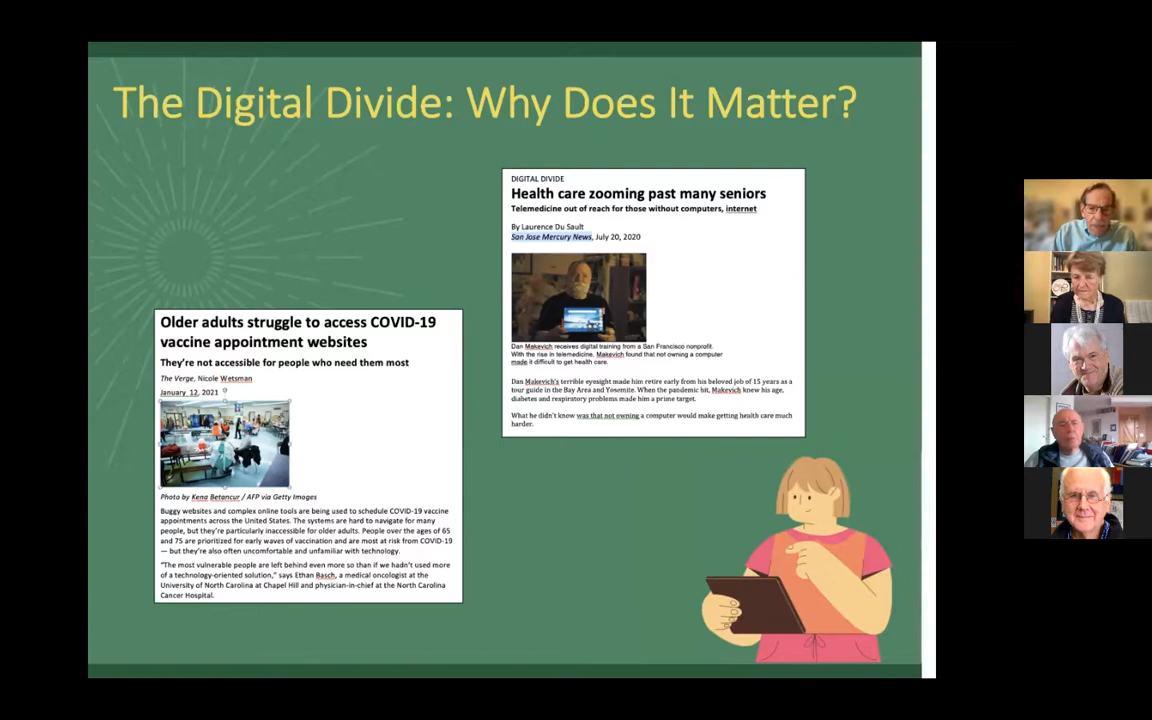 The Digital Divide: Why Does It Matter?
DIGITAL DIVIDE
Health care zooming past many seniors
Telemedicine out of reach for those without computers, internet
By Laurence Du Sault
San Jose Mercury News, July 20, 2020
Dan Makevich receives digital training from a San Francisco nonprofit.
With the rise in telemedicine, Makevich found that not owning a computer
made it difficult to get health care.
Dan Makevich's terrible eyesight made him retire early from his beloved job of 15 years as a
tour guide in the Bay Area and Yosemite. When the pandemic hit, Makevich knew his age,
diabetes and respiratory problems made him a prime target.
What he didn't know was that not owning a computer would make getting health care much
harder.
Older adults struggle to access COVID-19
vaccine appointment websites
They're not accessible for people who need them most
The Verge, Nicole Wetsman
January 12, 2021
Photo by Kena Betancur / AFP via Getty Images
Buggy websites and complex online tools are being used to schedule COVID-19 vaccine
appointments across the United States. The systems are hard to navigate for many
people, but they're particularly inaccessible for older adults. People over the ages of 65
and 75 are prioritized for early waves of vaccination and are most at risk from COVID-19
— but they're also often uncomfortable and unfamiliar with technology.
"The most vulnerable people are left behind even more so than if we hadn't used more
of a technology-oriented solution," says Ethan Basch, a medical oncologist at the
University of North Carolina at Chapel Hill and physician-in-chief at the North Carolina
Cancer Hospital.